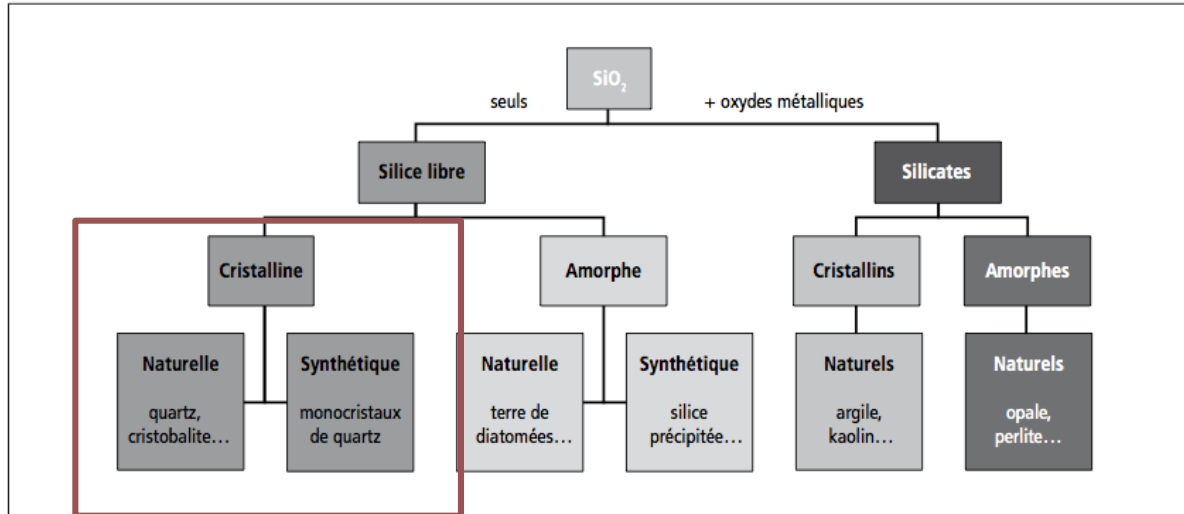 SiO₂
seuls
+ oxydes métalliques
Silice libre
Silicates
Cristalline
Amorphe
Cristallins
Amorphes
Naturelle
quartz,
cristobalite…
Synthétique
monocristaux
de quartz
Naturelle
terre de
diatomées…
Synthétique
silice
précipitée…
Naturels
argile,
kaolin…
Naturels
opale,
perlite…